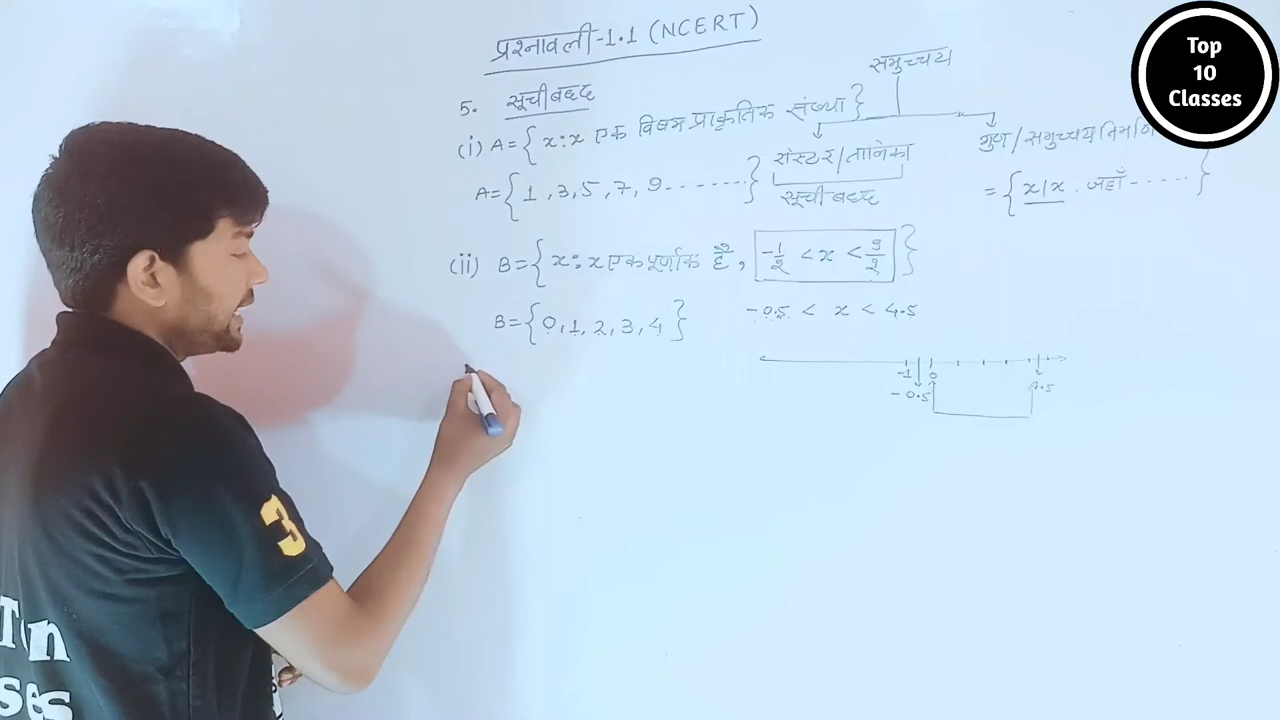 प्रश्नावली-1.1 (NCERT)
Top
10
Classes
समुच्चय
5. सूचीबद्ध
(i) A={ x:x एक विषम प्राकृतिक संख्या }
रोस्टर/तालिका
सूचीबद्ध
गुण/समुच्चय निर्माण
={ x/x . जहाँ ------ }
A={ 1, 3, 5, 7, 9------- }
(ii) B={ x:x एक पूर्णांक है, -1/2 < x < 9/2 }
-0.5 < x < 4.5
B={ 0, 1, 2, 3, 4 }
-1 0
-0.5 4.5
3